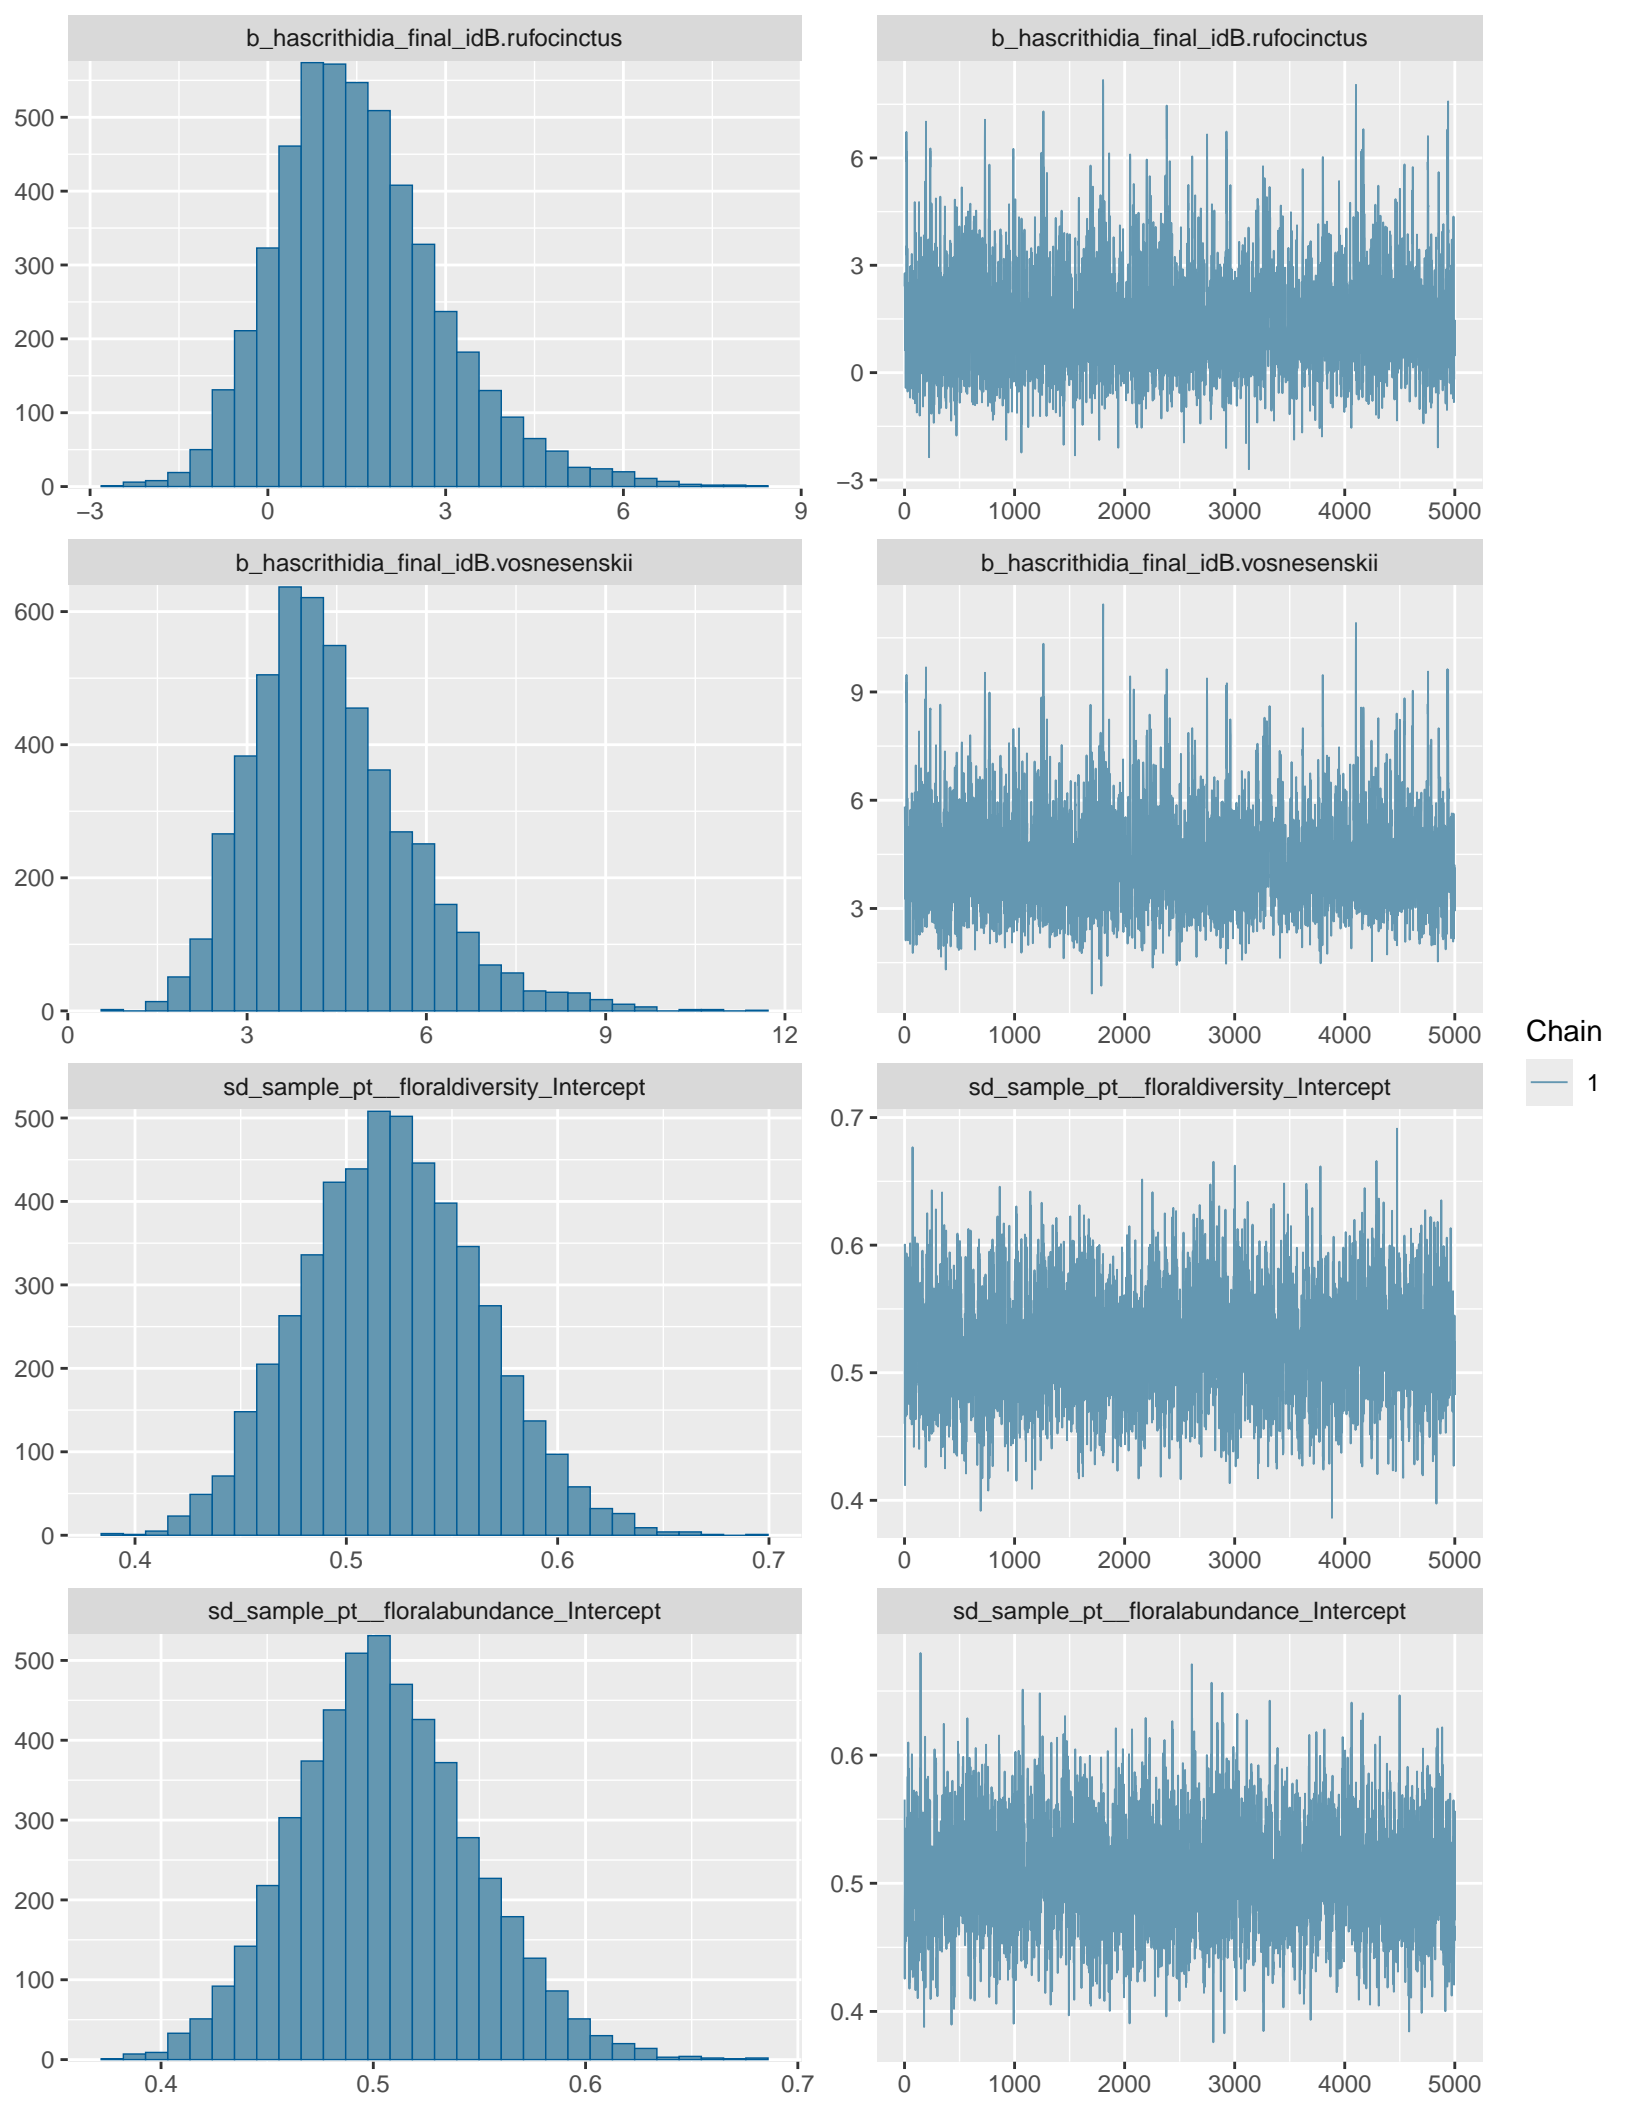 b_hascrithidia_final_idB.rufocinctus
500
400
300
200
100
0
−3 0 3 6 9
b_hascrithidia_final_idB.rufocinctus
6
3
0
−3
0 1000 2000 3000 4000 5000
b_hascrithidia_final_idB.vosnesenskii
600
400
200
0
0 3 6 9 12
b_hascrithidia_final_idB.vosnesenskii
9
6
3
0 1000 2000 3000 4000 5000
sd_sample_pt__floraldiversity_Intercept
500
400
300
200
100
0
0.4 0.5 0.6 0.7
sd_sample_pt__floraldiversity_Intercept
0.7
0.6
0.5
0.4
0 1000 2000 3000 4000 5000
sd_sample_pt__floralabundance_Intercept
500
400
300
200
100
0
0.4 0.5 0.6 0.7
sd_sample_pt__floralabundance_Intercept
0.6
0.5
0.4
0 1000 2000 3000 4000 5000
Chain
1